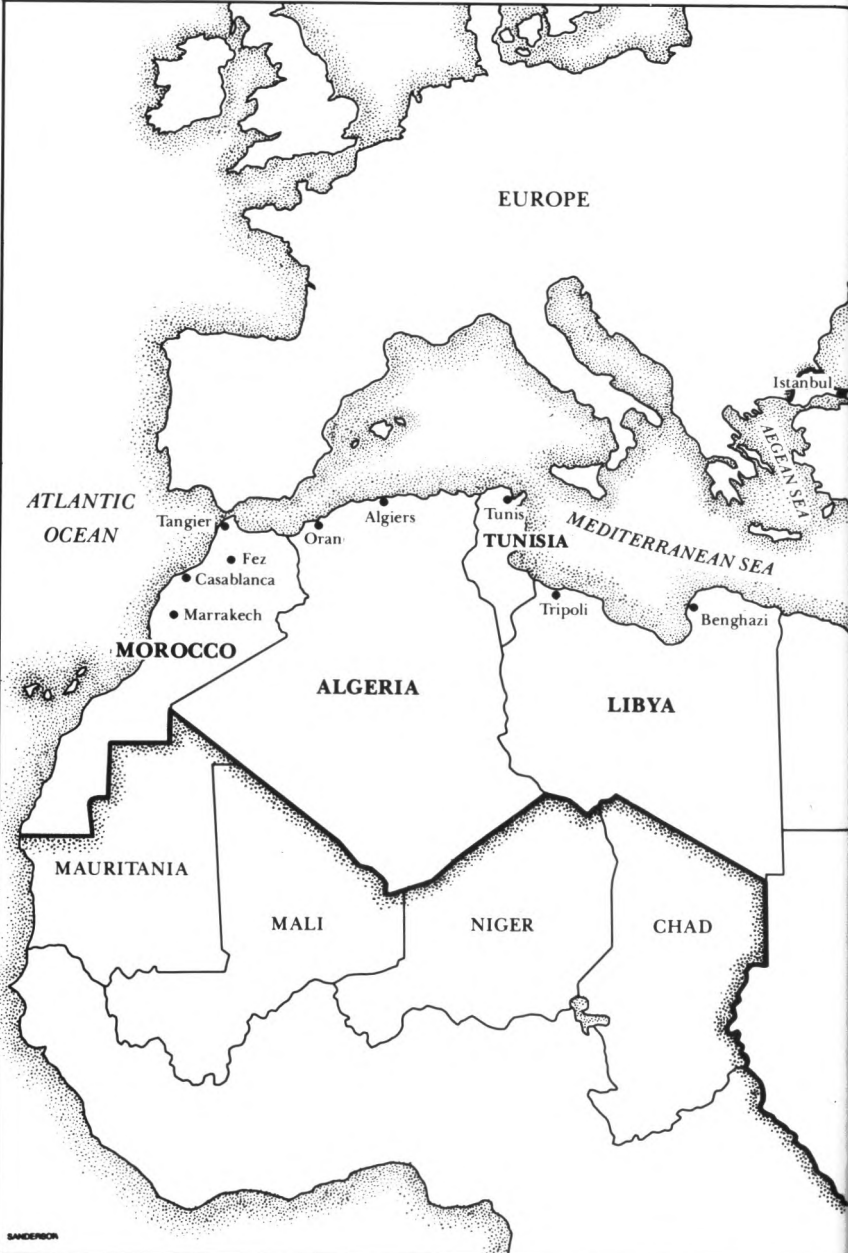 EUROPE
Istanbul
AEGEAN SEA
ATLANTIC
OCEAN
Tangier
Oran
Algiers
Tunis
TUNISIA
MEDITERRANEAN SEA
Fez
Casablanca
Marrakech
Tripoli
Benghazi
MOROCCO
ALGERIA
LIBYA
MAURITANIA
MALI
NIGER
CHAD
SANDERSON